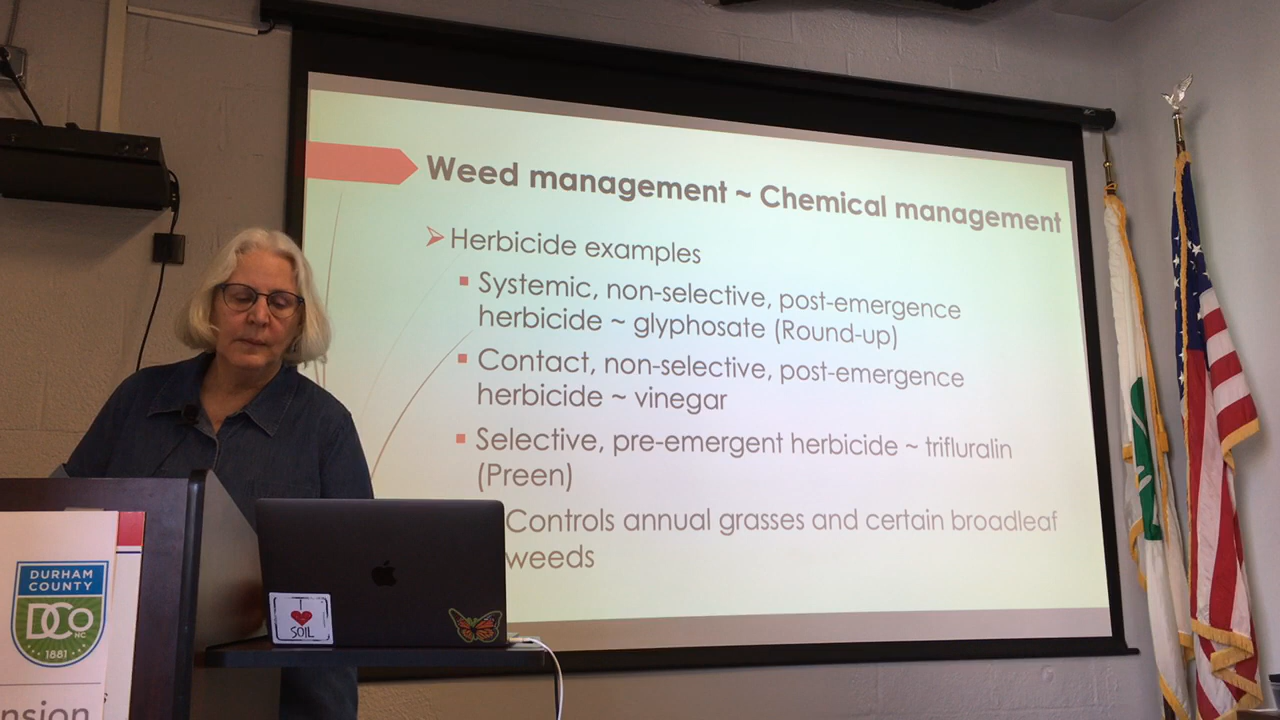 Weed management ~ Chemical management
Herbicide examples
Systemic, non-selective, post-emergence
herbicide ~ glyphosate (Round-up)
Contact, non-selective, post-emergence
herbicide ~ vinegar
Selective, pre-emergent herbicide ~ trifluralin
(Preen)
Controls annual grasses and certain broadleaf
weeds
I
SOIL
DURHAM
COUNTY
DCo
NC
1881
nsion